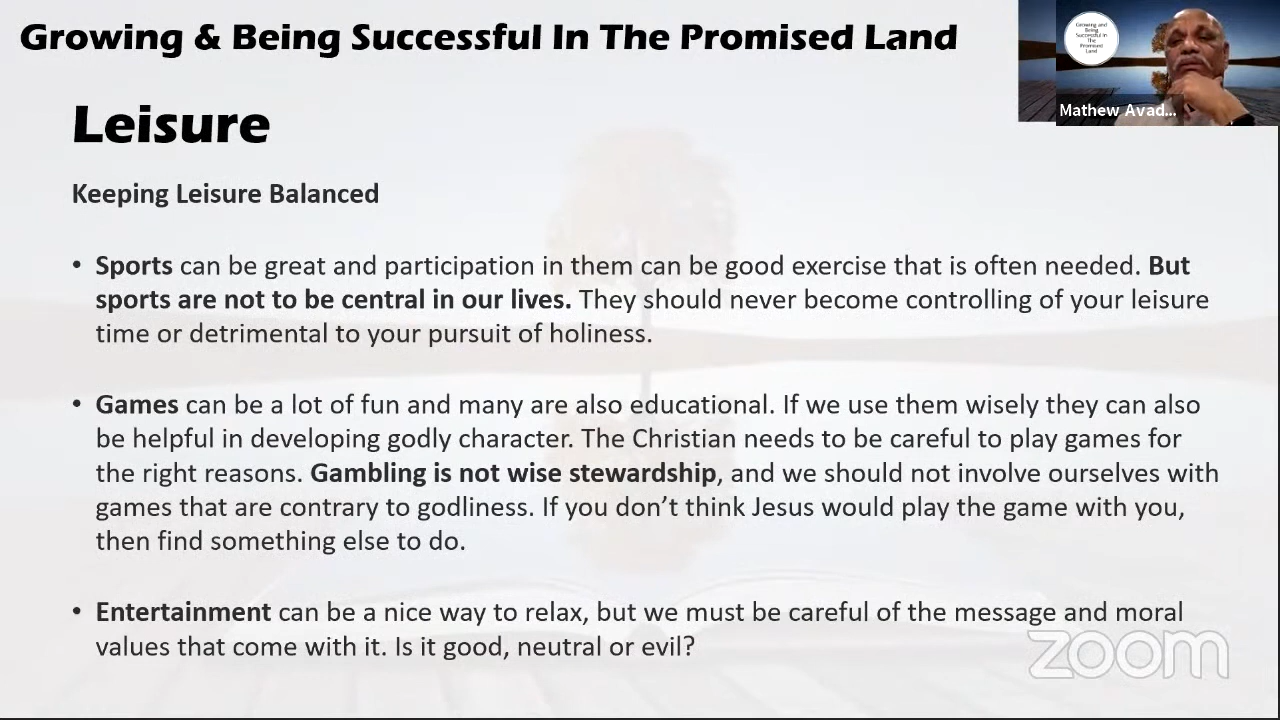 Growing & Being Successful In The Promised Land
Growing and
Being
Successful In
The
Promised
Land
Mathew Avad...
Leisure
Keeping Leisure Balanced
• Sports can be great and participation in them can be good exercise that is often needed. But
sports are not to be central in our lives. They should never become controlling of your leisure
time or detrimental to your pursuit of holiness.
• Games can be a lot of fun and many are also educational. If we use them wisely they can also
be helpful in developing godly character. The Christian needs to be careful to play games for
the right reasons. Gambling is not wise stewardship, and we should not involve ourselves with
games that are contrary to godliness. If you don’t think Jesus would play the game with you,
then find something else to do.
• Entertainment can be a nice way to relax, but we must be careful of the message and moral
values that come with it. Is it good, neutral or evil?
zoom